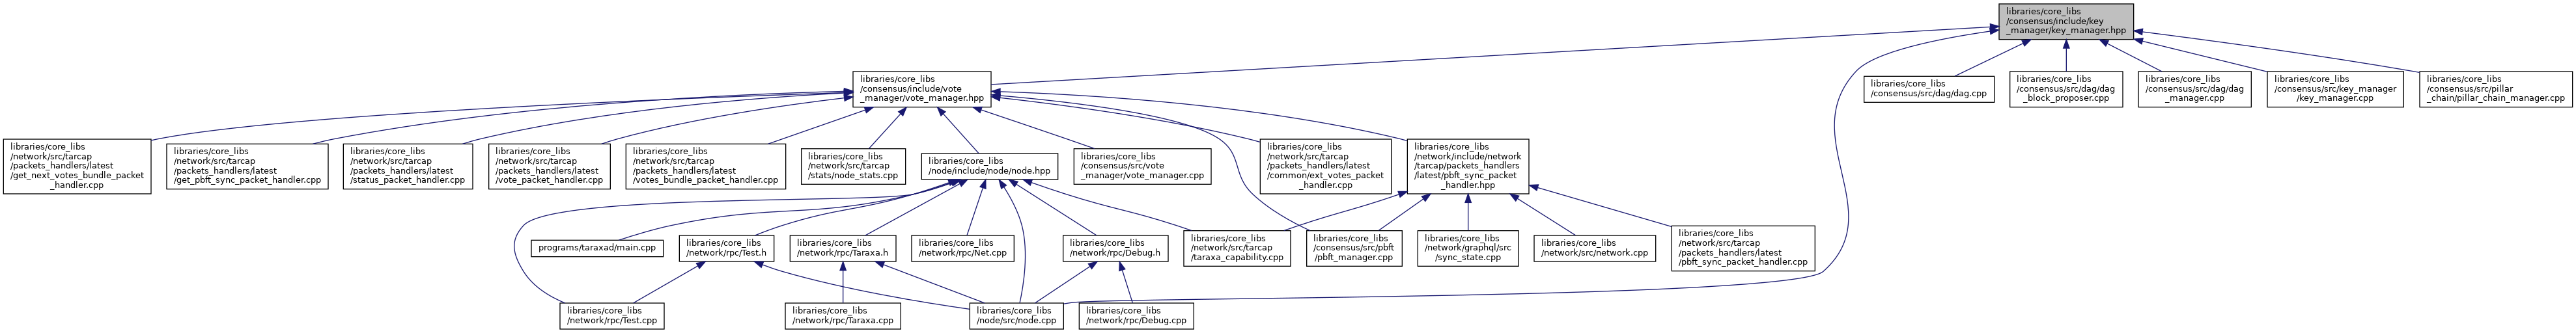 libraries/core_libs
/consensus/include/key
_manager/key_manager.hpp
libraries/core_libs
/consensus/include/vote
_manager/vote_manager.hpp
libraries/core_libs
/consensus/src/dag/dag.cpp
libraries/core_libs
/consensus/src/dag/dag
_block_proposer.cpp
libraries/core_libs
/consensus/src/dag/dag
_manager.cpp
libraries/core_libs
/consensus/src/key_manager
/key_manager.cpp
libraries/core_libs
/consensus/src/pillar
_chain/pillar_chain_manager.cpp
libraries/core_libs
/network/src/tarcap
/packets_handlers/latest
/get_next_votes_bundle_packet
_handler.cpp
libraries/core_libs
/network/src/tarcap
/packets_handlers/latest
/get_pbft_sync_packet_handler.cpp
libraries/core_libs
/network/src/tarcap
/packets_handlers/latest
/status_packet_handler.cpp
libraries/core_libs
/network/src/tarcap
/packets_handlers/latest
/vote_packet_handler.cpp
libraries/core_libs
/network/src/tarcap
/packets_handlers/latest
/votes_bundle_packet_handler.cpp
libraries/core_libs
/network/src/tarcap
/stats/node_stats.cpp
libraries/core_libs
/node/include/node/node.hpp
libraries/core_libs
/consensus/src/vote
_manager/vote_manager.cpp
libraries/core_libs
/network/src/tarcap
/packets_handlers/latest
/common/ext_votes_packet
_handler.cpp
libraries/core_libs
/network/include/network
/tarcap/packets_handlers
/latest/pbft_sync_packet
_handler.hpp
programs/taraxad/main.cpp
libraries/core_libs
/network/rpc/Test.h
libraries/core_libs
/network/rpc/Taraxa.h
libraries/core_libs
/network/rpc/Net.cpp
libraries/core_libs
/network/rpc/Debug.h
libraries/core_libs
/network/src/tarcap
/taraxa_capability.cpp
libraries/core_libs
/consensus/src/pbft
/pbft_manager.cpp
libraries/core_libs
/network/graphql/src
/sync_state.cpp
libraries/core_libs
/network/src/network.cpp
libraries/core_libs
/network/src/tarcap
/packets_handlers/latest
/pbft_sync_packet_handler.cpp
libraries/core_libs
/network/rpc/Test.cpp
libraries/core_libs
/network/rpc/Taraxa.cpp
libraries/core_libs
/node/src/node.cpp
libraries/core_libs
/network/rpc/Debug.cpp